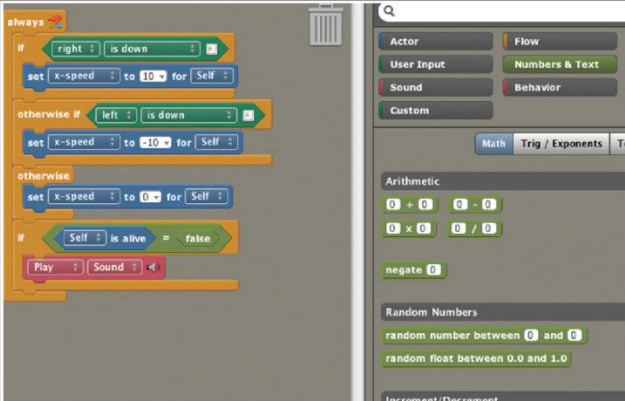 always
if right is down
set x-speed to 10 for Self
otherwise if left is down
set x-speed to -10 for Self
otherwise
set x-speed to 0 for Self
if Self is alive = false
Play Sound
Actor Flow
User Input Numbers & Text
Sound Behavior
Custom
Math Trig / Exponents
Arithmetic
0 + 0 0 - 0
0 x 0 0 / 0
negate 0
Random Numbers
random number between 0 and 0
random float between 0.0 and 1.0
Increment/Decrement